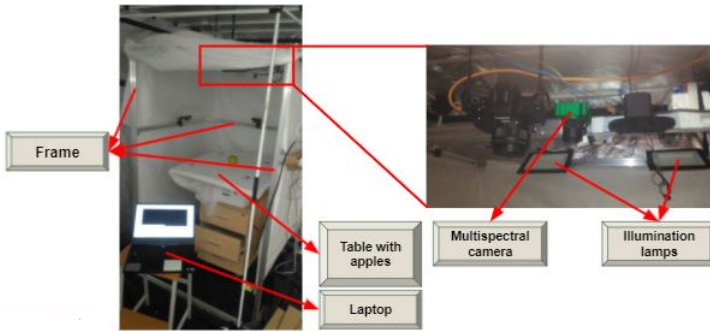 Frame
Table with
apples
Laptop
Multispectral
camera
Illumination
lamps